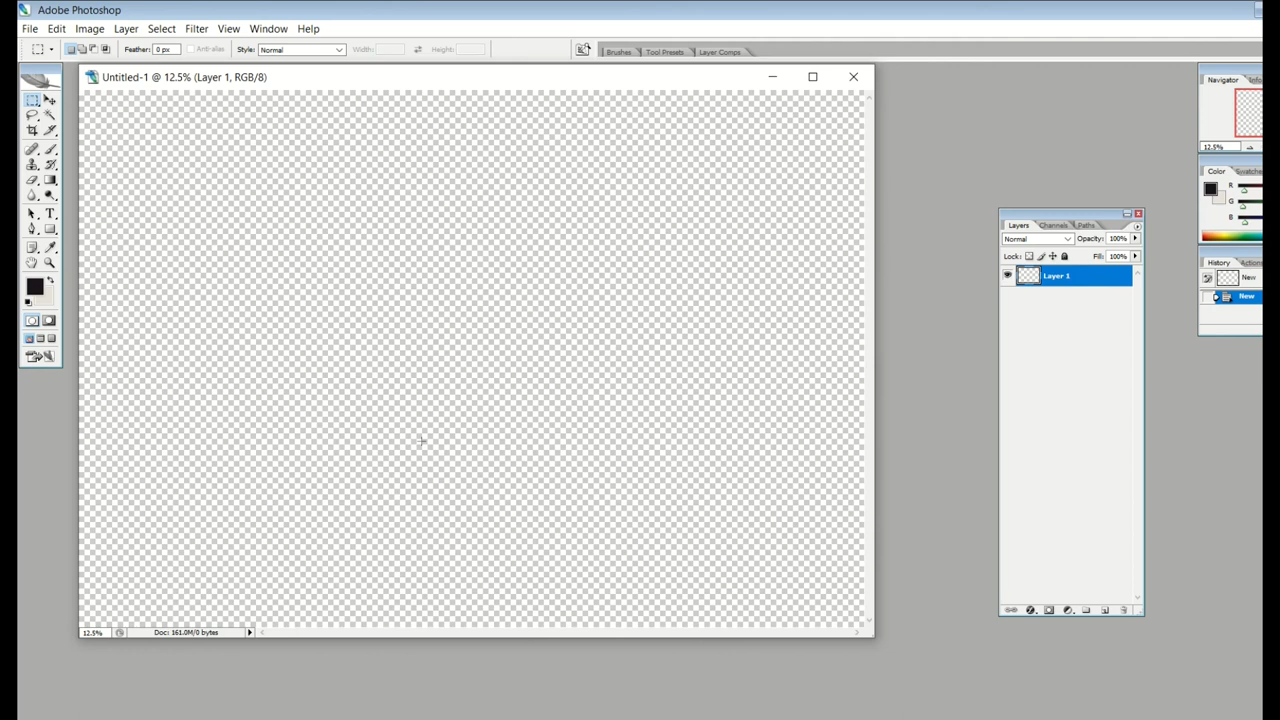 Adobe Photoshop
File Edit Image Layer Select Filter View Window Help
Feather: 0 px Anti-alias Style: Normal Width: Height: Brushes Tool Presets Layer Comps
Untitled-1 @ 12.5% (Layer 1, RGB/8)
Navigator Info
12.5%
Color Swatches
R
G
B
Layers Channels Paths
Normal Opacity: 100%
Lock: Fill: 100%
Layer 1
History Actions
New
New
T
12.5% Doc: 161.0M/0 bytes